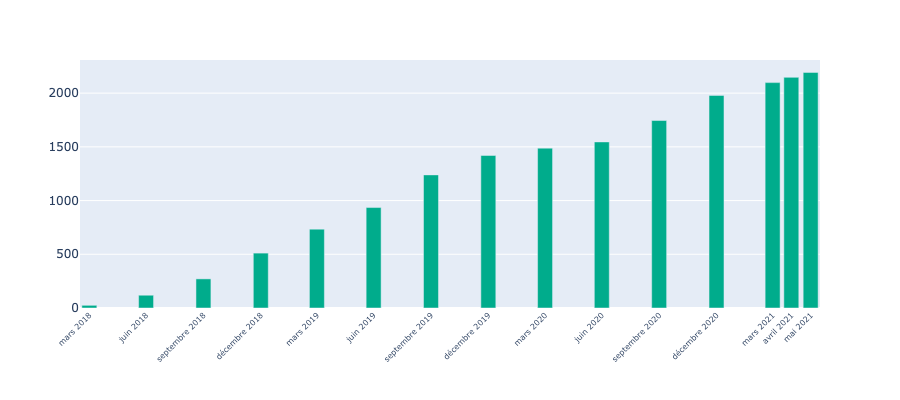 2000
1500
1000
500
0
mars 2018
juin 2018
septembre 2018
décembre 2018
mars 2019
juin 2019
septembre 2019
décembre 2019
mars 2020
juin 2020
septembre 2020
décembre 2020
mars 2021
avril 2021
mai 2021